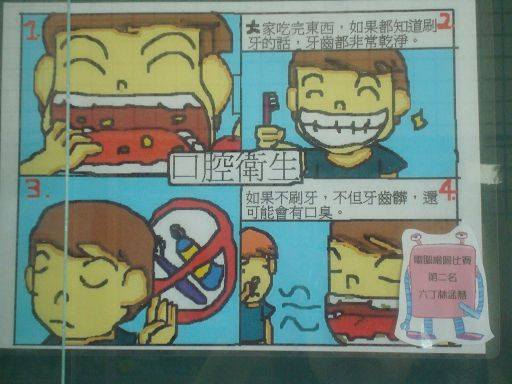 1.
2.
大家吃完東西，如果都知道刷
牙的話，牙齒都非常乾淨。
口腔衛生
3.
4.
如果不刷牙，不但牙齒髒，還
可能會有口臭。
電腦繪圖比賽
第二名
六丁林孟慧